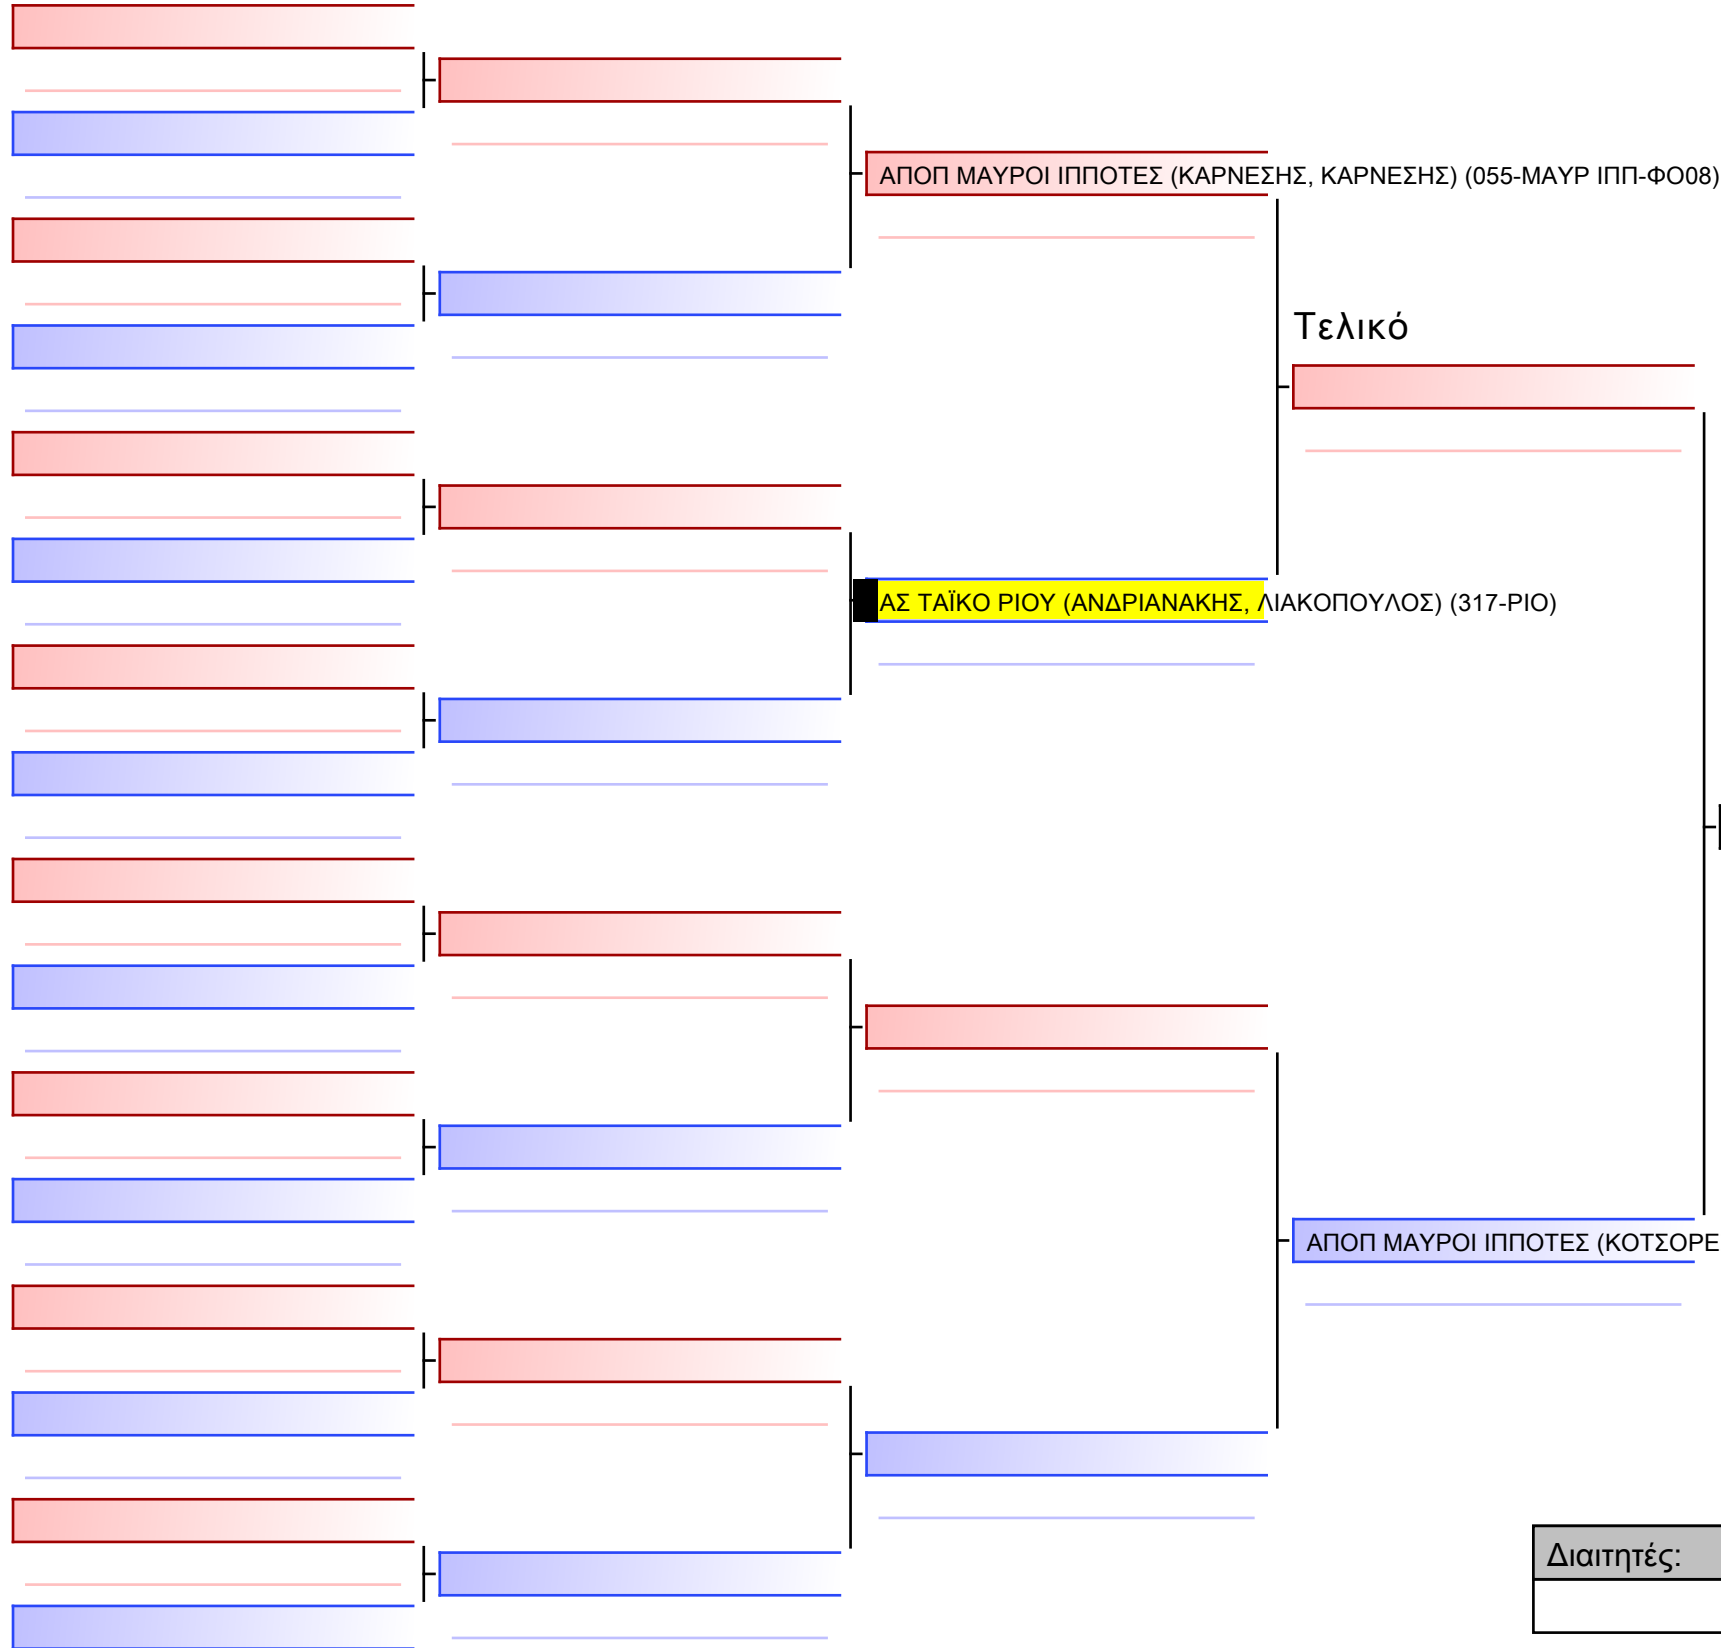 ΑΠΟΠ ΜΑΥΡΟΙ ΙΠΠΟΤΕΣ (ΚΑΡΝΕΣΗΣ, ΚΑΡΝΕΣΗΣ) (055-ΜΑΥΡ ΙΠΠ-ΦΟ08)
Τελικό
ΑΣ ΤΑΪΚΟ ΡΙΟΥ (ΑΝΔΡΙΑΝΑΚΗΣ, ΛΙΑΚΟΠΟΥΛΟΣ) (317-ΡΙΟ)
ΑΠΟΠ ΜΑΥΡΟΙ ΙΠΠΟΤΕΣ (ΚΟΤΣΟΡΕ
Διαιτητές: